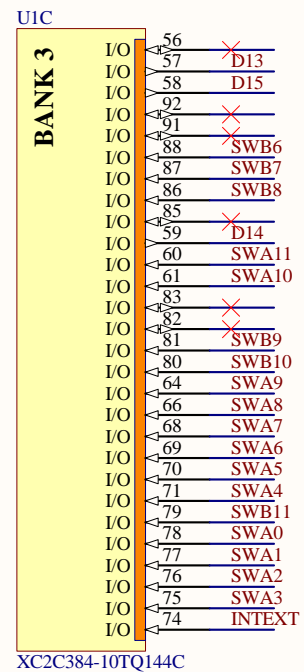 U1C
BANK 3
I/O 56
I/O 57 D13
I/O 58 D15
I/O 92
I/O 91
I/O 88 SWB6
I/O 87 SWB7
I/O 86 SWB8
I/O 85
I/O 59 D14
I/O 60 SWA11
I/O 61 SWA10
I/O 83
I/O 82
I/O 81 SWB9
I/O 80 SWB10
I/O 64 SWA9
I/O 66 SWA8
I/O 68 SWA7
I/O 69 SWA6
I/O 70 SWA5
I/O 71 SWA4
I/O 79 SWB11
I/O 78 SWA0
I/O 77 SWA1
I/O 76 SWA2
I/O 75 SWA3
I/O 74 INTEXT
XC2C384-10TQ144C